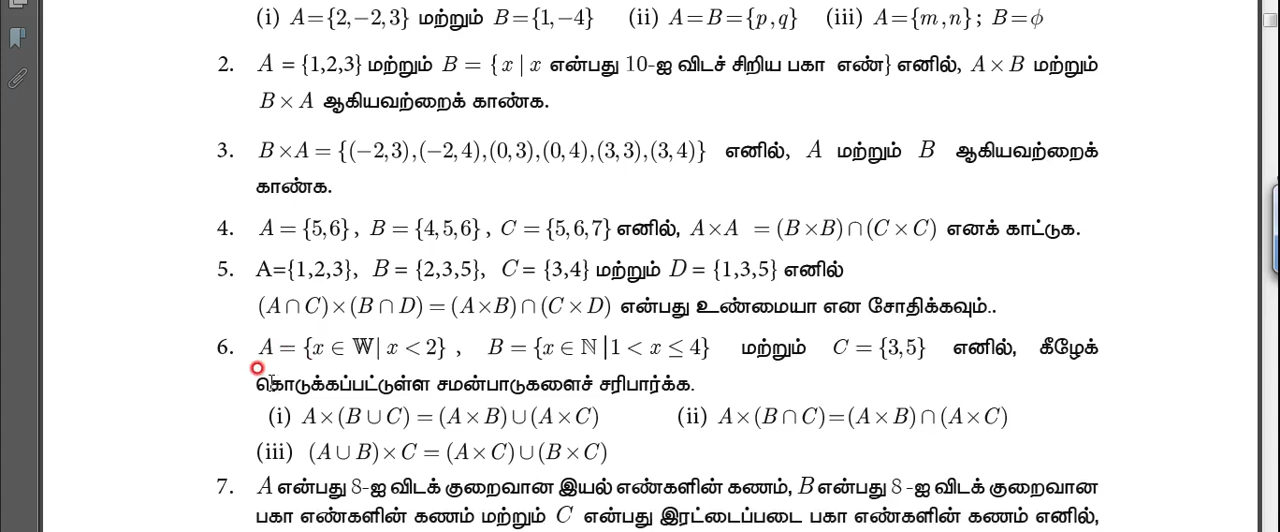 (i) A={2,−2,3} மற்றும் B={1,−4} (ii) A=B={p,q} (iii) A={m,n}; B=ϕ
2. A = {1,2,3} மற்றும் B = {x | x என்பது 10-ஐ விடச் சிறிய பகா எண்} எனில், A×B மற்றும்
B×A ஆகியவற்றைக் காண்க.
3. B×A = {(−2,3),(−2,4),(0,3),(0,4),(3,3),(3,4)} எனில், A மற்றும் B ஆகியவற்றைக்
காண்க.
4. A = {5,6}, B = {4,5,6}, C = {5,6,7} எனில், A×A = (B×B)∩(C×C) எனக் காட்டுக.
5. A={1,2,3}, B = {2,3,5}, C = {3,4} மற்றும் D = {1,3,5} எனில்
(A∩C)×(B∩D) = (A×B)∩(C×D) என்பது உண்மையா என சோதிக்கவும்..
6. A = {x ∈ 𝕎| x < 2} , B = {x ∈ ℕ |1 < x ≤ 4} மற்றும் C = {3,5} எனில், கீழேக்
கொடுக்கப்பட்டுள்ள சமன்பாடுகளைச் சரிபார்க்க.
(i) A×(B∪C) = (A×B)∪(A×C) (ii) A×(B∩C)=(A×B)∩(A×C)
(iii) (A∪B)×C = (A×C)∪(B×C)
7. A என்பது 8-ஐ விடக் குறைவான இயல் எண்களின் கணம், B என்பது 8 -ஐ விடக் குறைவான
பகா எண்களின் கணம் மற்றும் C என்பது இரட்டைப்படை பகா எண்களின் கணம் எனில்,